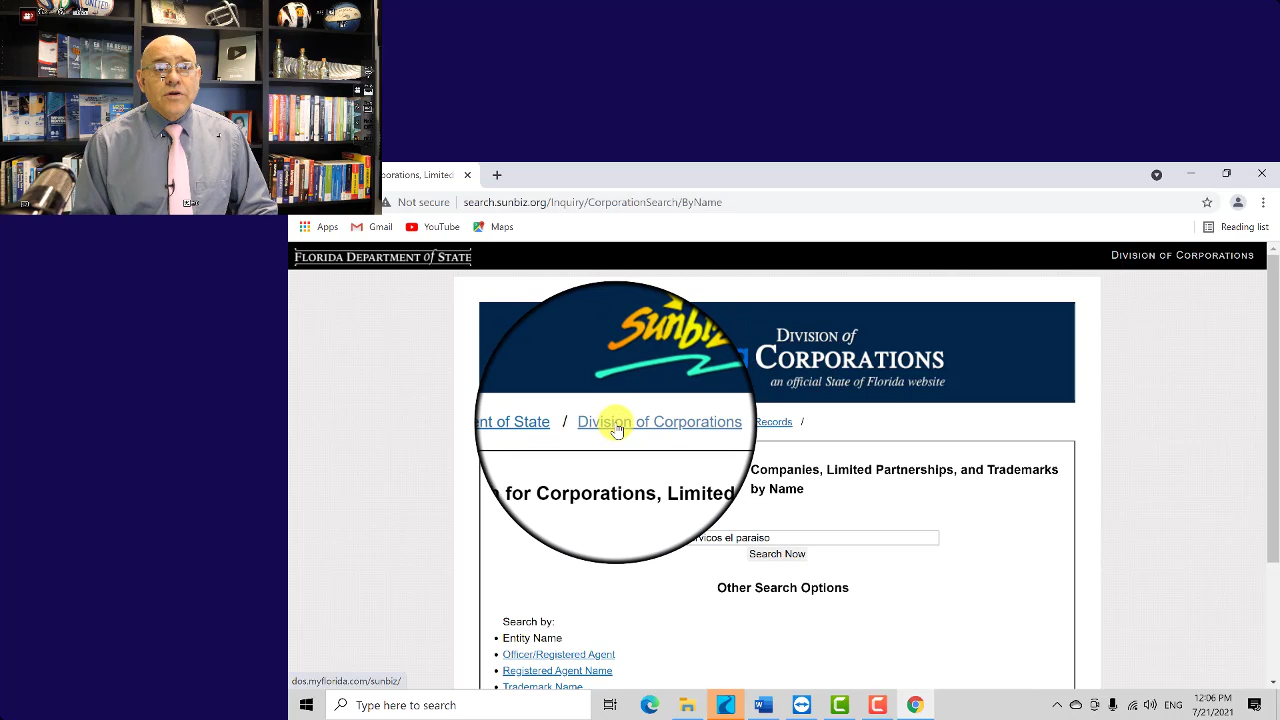 orations, Limited
Not secure search.sunbiz.org/Inquiry/CorporationSearch/ByName
Apps Gmail YouTube Maps Reading list
FLORIDA DEPARTMENT of STATE DIVISION OF CORPORATIONS
Sunbiz
DIVISION of
CORPORATIONS
an official State of Florida website
nt of State / Division of Corporations Records /
for Corporations, Limited Companies, Limited Partnerships, and Trademarks
by Name
rvicos el paraiso
Search Now
Other Search Options
Search by:
• Entity Name
• Officer/Registered Agent
• Registered Agent Name
Trademark Name
dos.myflorida.com/sunbiz/
Type here to search
ENG
12:06 PM
7/21/2021